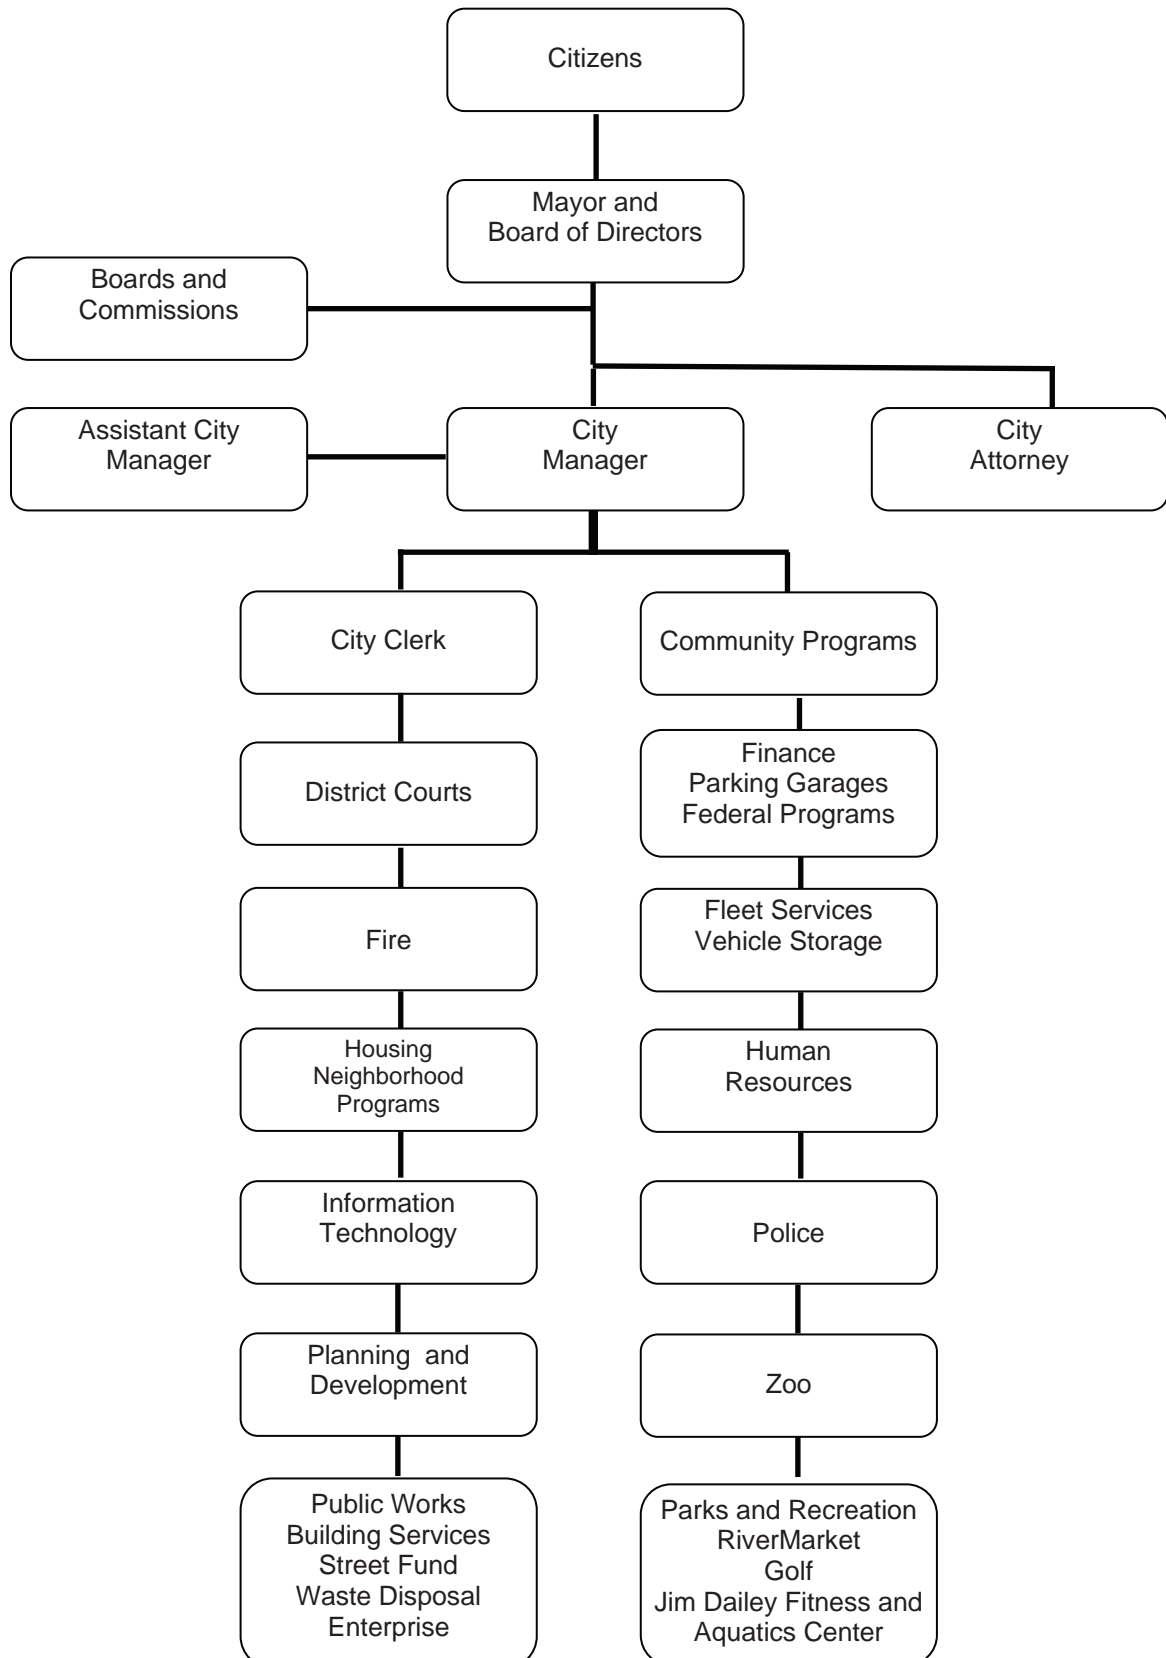 Citizens
Mayor and
Board of Directors
Boards and
Commissions
Assistant City
Manager
City
Manager
City
Attorney
City Clerk
Community Programs
District Courts
Finance
Parking Garages
Federal Programs
Fire
Fleet Services
Vehicle Storage
Housing
Neighborhood
Programs
Human
Resources
Information
Technology
Police
Planning and
Development
Zoo
Public Works
Building Services
Street Fund
Waste Disposal
Enterprise
Parks and Recreation
RiverMarket
Golf
Jim Dailey Fitness and
Aquatics Center